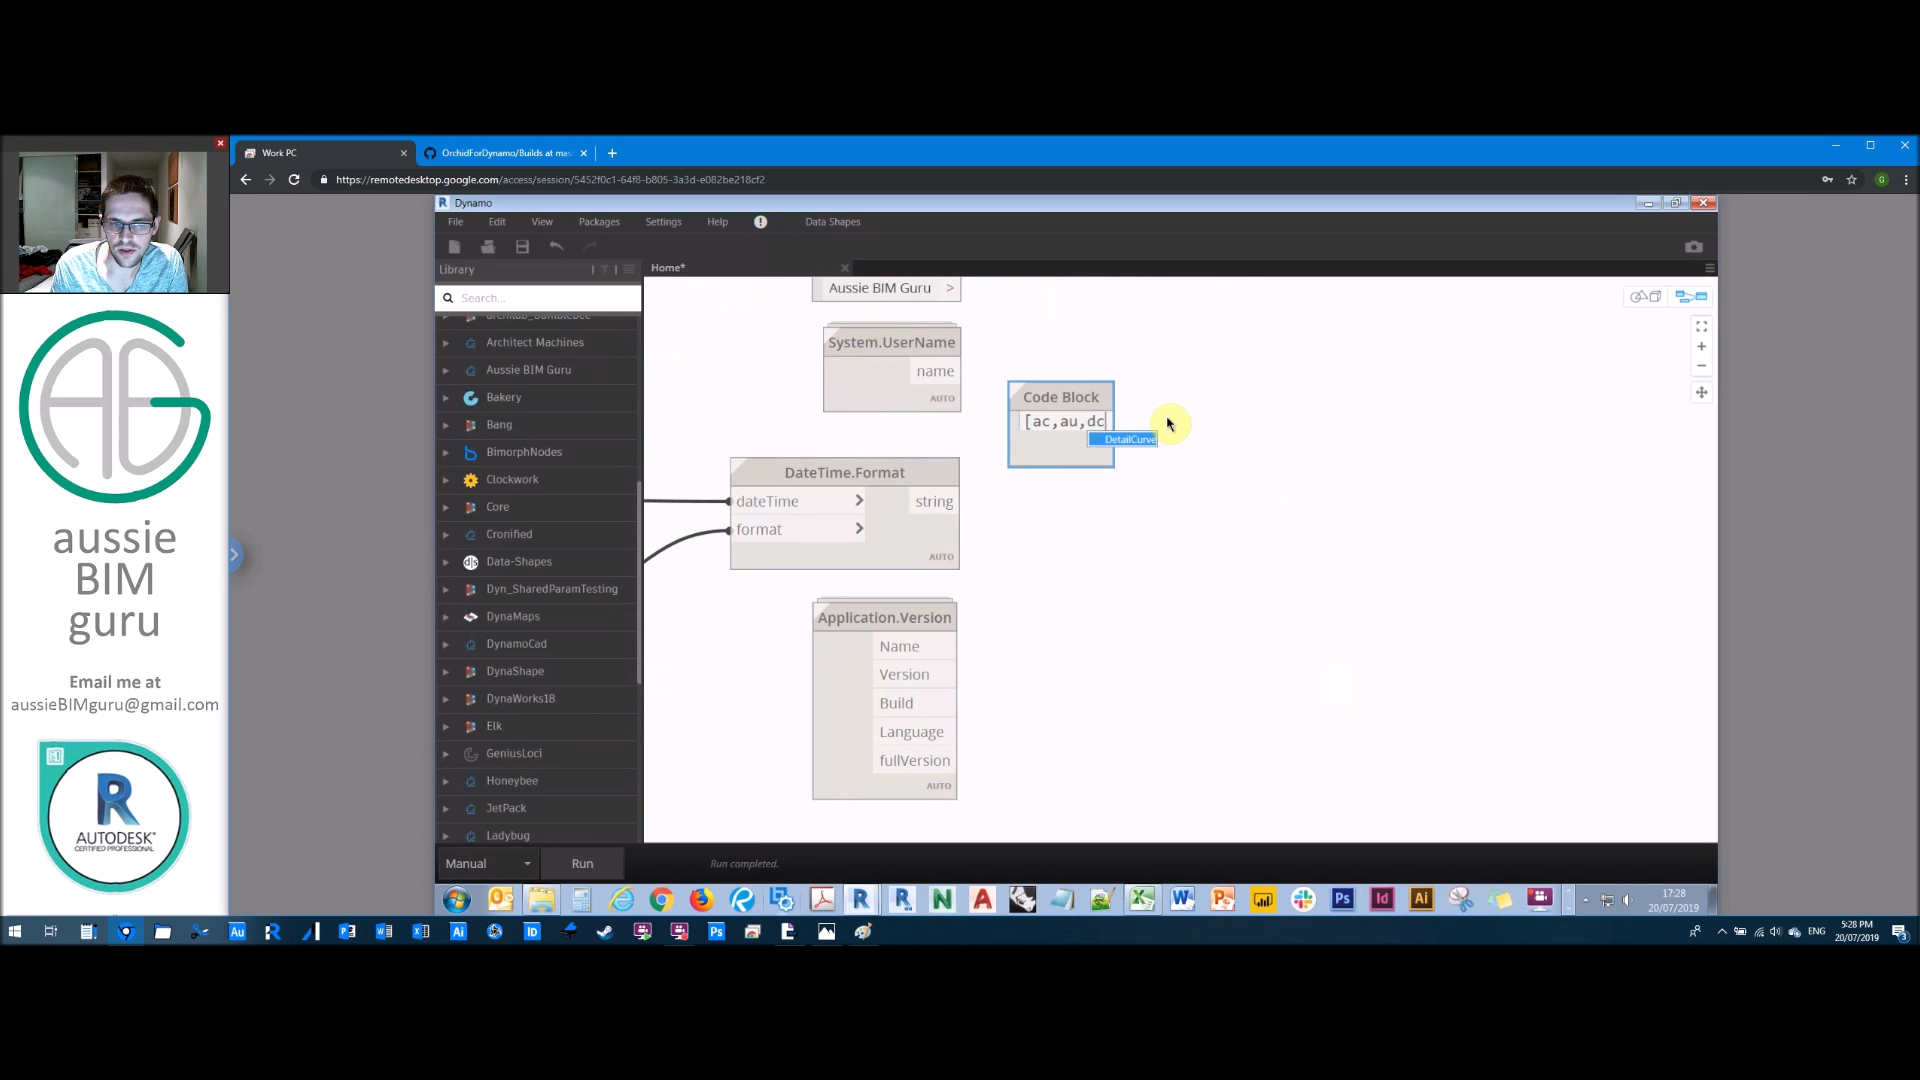 Work PC
OrchidForDynamo/Builds at mas
https://remotedesktop.google.com/access/session/5452f0c1-64f8-b805-3a3d-e082be218cf2
G
R Dynamo
File Edit View Packages Settings Help Data Shapes
Library
Home*
Search...
Architect Machines
Aussie BIM Guru
Bakery
Bang
BimorphNodes
Clockwork
Core
Cronified
Data-Shapes
Dyn_SharedParamTesting
DynaMaps
DynamoCad
DynaShape
DynaWorks18
Elk
GeniusLoci
Honeybee
JetPack
Ladybug
Aussie BIM Guru >
System.UserName
name
AUTO
Code Block
[ac,au,dc
DetailCurve
DateTime.Format
dateTime >
string
format >
AUTO
Application.Version
Name
Version
Build
Language
fullVersion
AUTO
Manual
Run
Run completed.
17:28
20/07/2019
ENG
5:28 PM
20/07/2019
aussie
BIM
guru
Email me at
aussieBIMguru@gmail.com
R
AUTODESK
CERTIFIED PROFESSIONAL